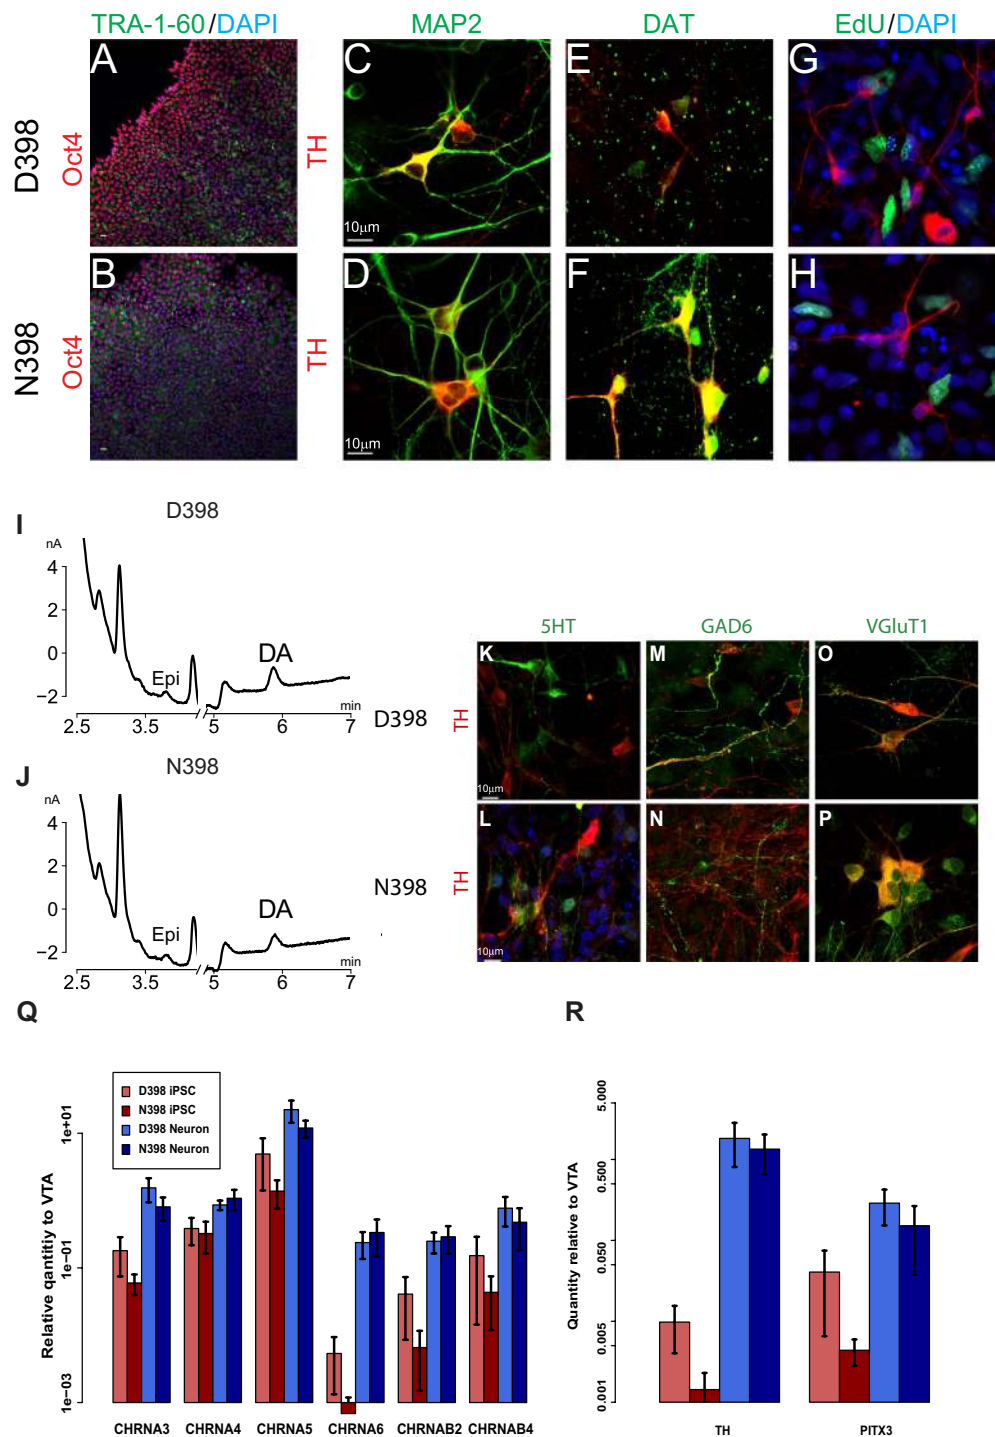 TRA-1-60/DAPI MAP2 DAT EdU/DAPI
A C E G
D398 Oct4 TH
10μm
B D F H
N398 Oct4 TH
10μm
I D398
nA
4
2
0
−2
Epi DA
min
2.5 3.5 5 6 7
J N398
nA
4
2
0
−2
Epi DA
min
2.5 3.5 5 6 7
5HT GAD6 VGluT1
K M O
D398 TH
10μm
L N P
N398 TH
10μm
Q
Relative qantitiy to VTA
1e+01
1e−01
1e−03
D398 iPSC
N398 iPSC
D398 Neuron
N398 Neuron
CHRNA3 CHRNA4 CHRNA5 CHRNA6 CHRNAB2 CHRNAB4
R
Quantity relative to VTA
5.000
0.500
0.050
0.005
0.001
TH PITX3